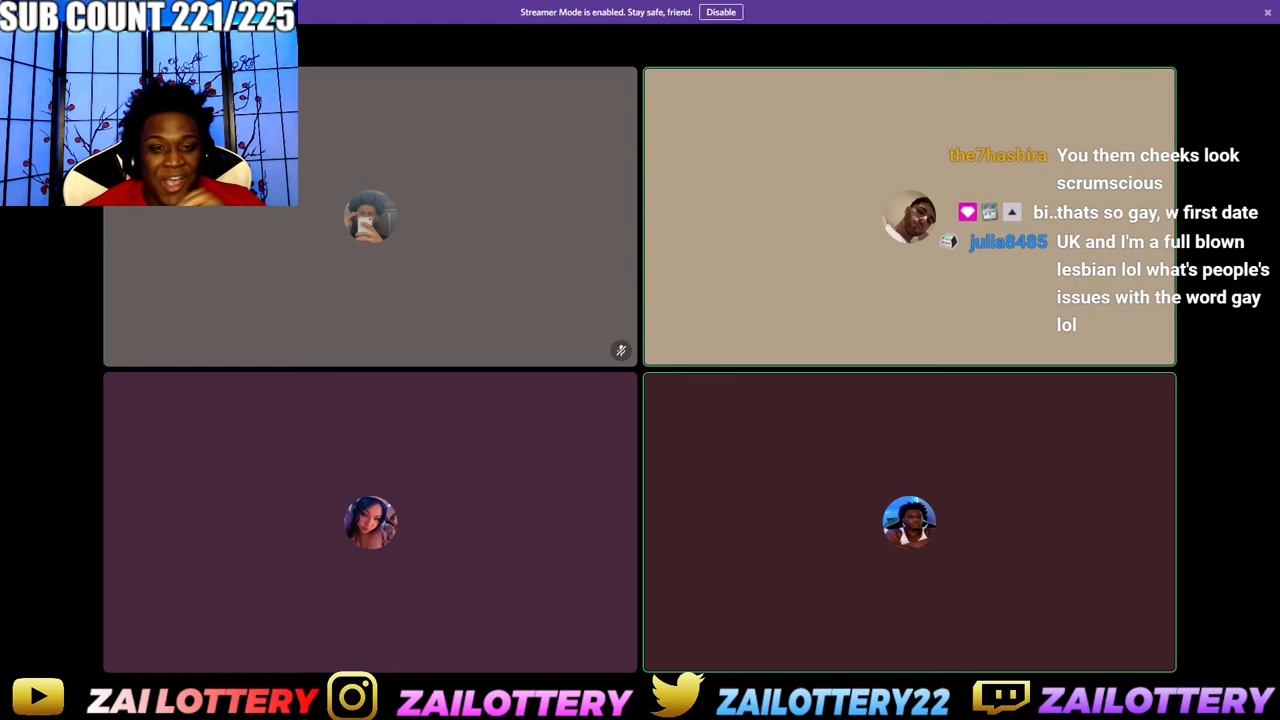 SUB COUNT 221/225
Streamer Mode is enabled. Stay safe, friend. Disable
the7hashira You them cheeks look
scrumscious
bi..thats so gay, w first date
julia8485 UK and I'm a full blown
lesbian lol what's people's
issues with the word gay
lol
ZAI LOTTERY ZAILOTTERY ZAILOTTERY22 ZAILOTTERY